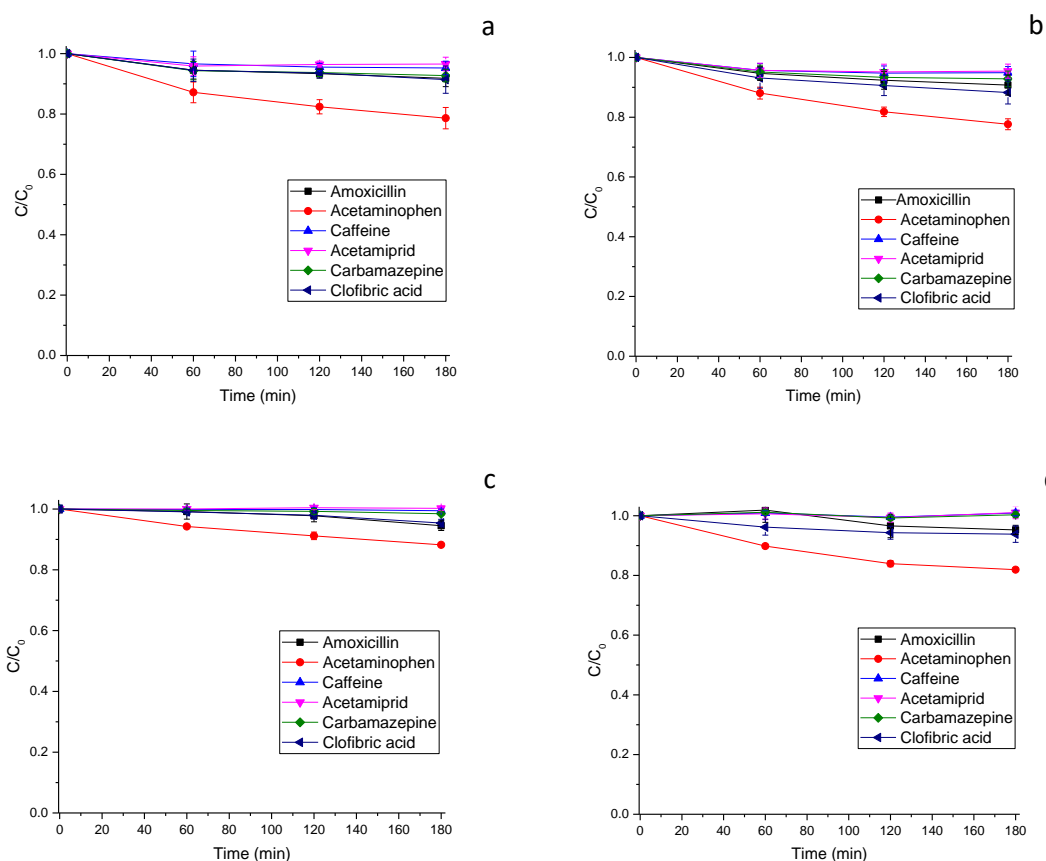 a
1.0
0.8
0.6
0.4
0.2
0.0
C/C0
Amoxicillin
Acetaminophen
Caffeine
Acetamiprid
Carbamazepine
Clofibric acid
0 20 40 60 80 100 120 140 160 180
Time (min)
b
1.0
0.8
0.6
0.4
0.2
0.0
C/C0
Amoxicillin
Acetaminophen
Caffeine
Acetamiprid
Carbamazepine
Clofibric acid
0 20 40 60 80 100 120 140 160 180
Time (min)
c
1.0
0.8
0.6
0.4
0.2
0.0
C/C0
Amoxicillin
Acetaminophen
Caffeine
Acetamiprid
Carbamazepine
Clofibric acid
0 20 40 60 80 100 120 140 160 180
Time (min)
1.0
0.8
0.6
0.4
0.2
0.0
C/C0
Amoxicillin
Acetaminophen
Caffeine
Acetamiprid
Carbamazepine
Clofibric acid
0 20 40 60 80 100 120 140 160 180
Time (min)